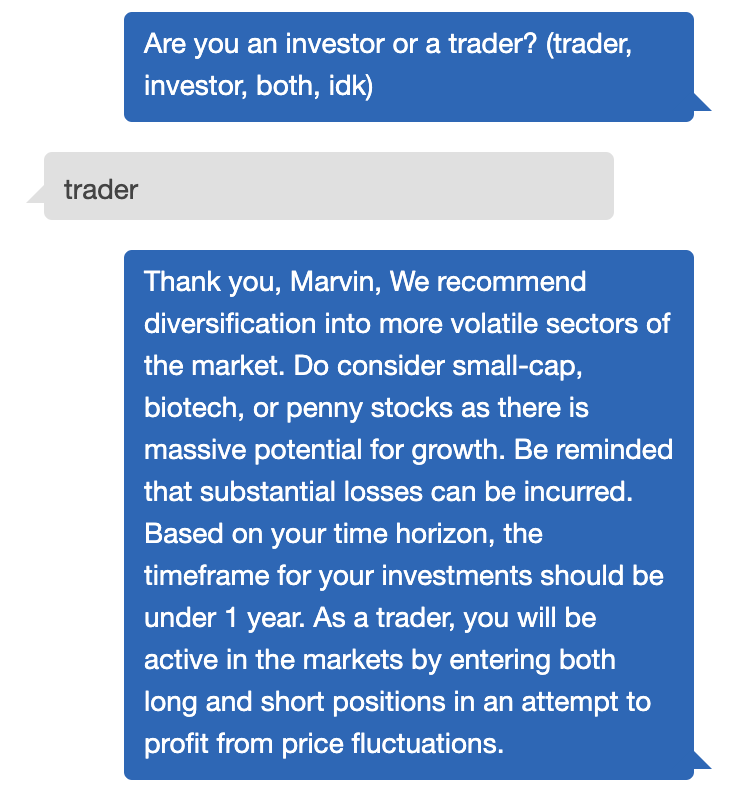 Are you an investor or a trader? (trader,
investor, both, idk)
trader
Thank you, Marvin, We recommend
diversification into more volatile sectors of
the market. Do consider small-cap,
biotech, or penny stocks as there is
massive potential for growth. Be reminded
that substantial losses can be incurred.
Based on your time horizon, the
timeframe for your investments should be
under 1 year. As a trader, you will be
active in the markets by entering both
long and short positions in an attempt to
profit from price fluctuations.